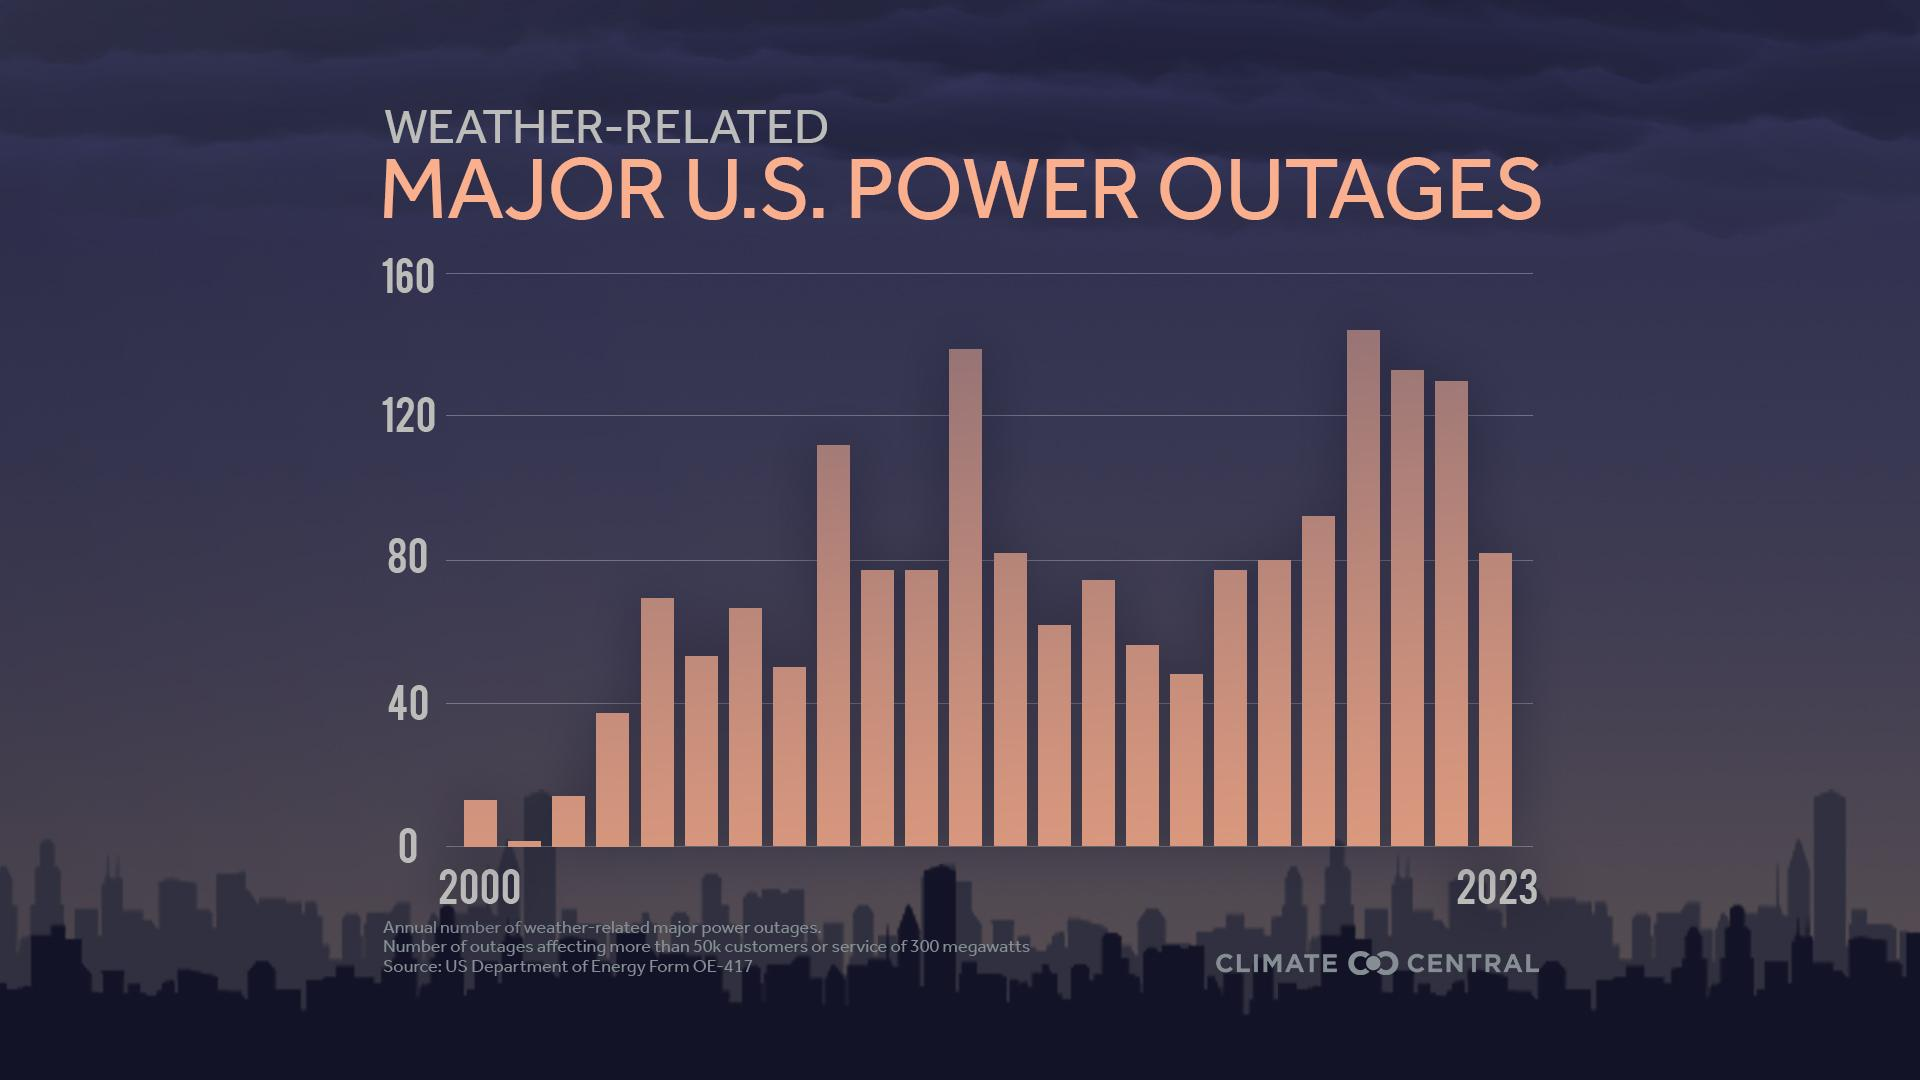 WEATHER-RELATED
MAJOR U.S. POWER OUTAGES
160
120
80
40
0
2000
2023
Annual number of weather-related major power outages.
Number of outages affecting more than 50k customers or service of 300 megawatts
Source: US Department of Energy Form OE-417
CLIMATE CENTRAL